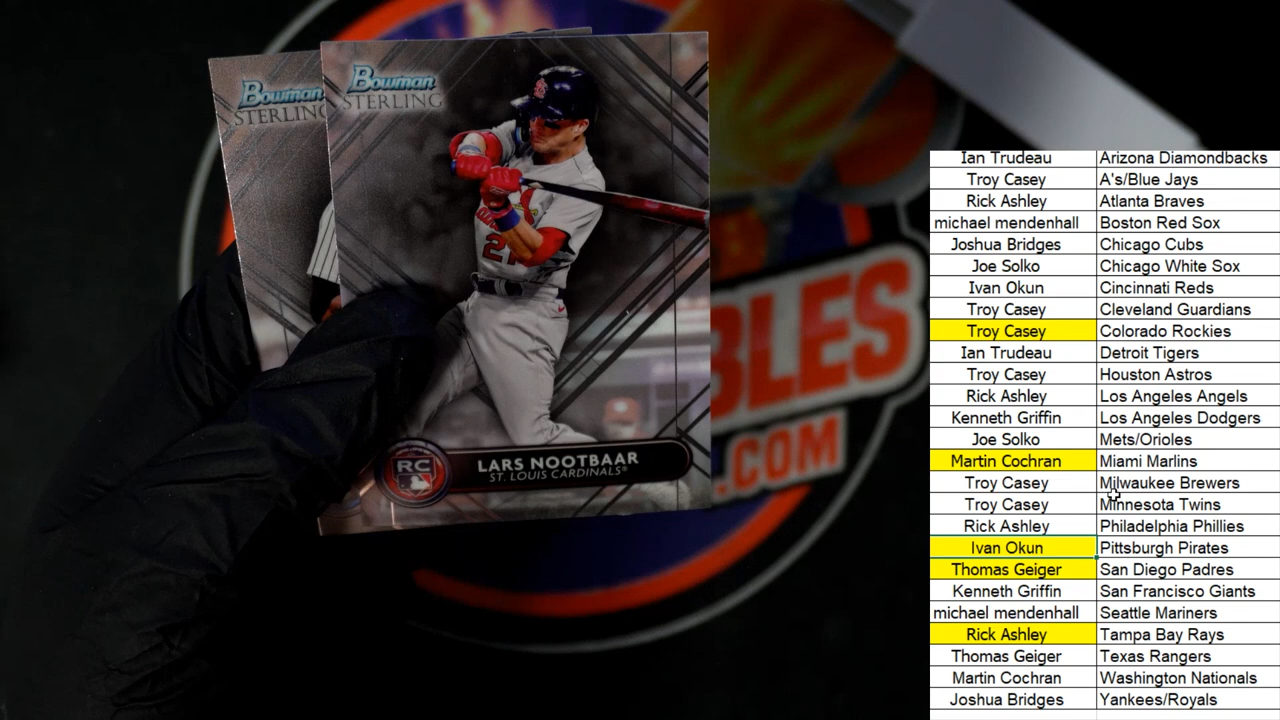 Bowman
STERLING
Bowman
STERLING
LARS NOOTBAAR
ST. LOUIS CARDINALS®
RC
BLES
.COM
Ian Trudeau Arizona Diamondbacks
Troy Casey A's/Blue Jays
Rick Ashley Atlanta Braves
michael mendenhall Boston Red Sox
Joshua Bridges Chicago Cubs
Joe Solko Chicago White Sox
Ivan Okun Cincinnati Reds
Troy Casey Cleveland Guardians
Troy Casey Colorado Rockies
Ian Trudeau Detroit Tigers
Troy Casey Houston Astros
Rick Ashley Los Angeles Angels
Kenneth Griffin Los Angeles Dodgers
Joe Solko Mets/Orioles
Martin Cochran Miami Marlins
Troy Casey Milwaukee Brewers
Troy Casey Minnesota Twins
Rick Ashley Philadelphia Phillies
Ivan Okun Pittsburgh Pirates
Thomas Geiger San Diego Padres
Kenneth Griffin San Francisco Giants
michael mendenhall Seattle Mariners
Rick Ashley Tampa Bay Rays
Thomas Geiger Texas Rangers
Martin Cochran Washington Nationals
Joshua Bridges Yankees/Royals